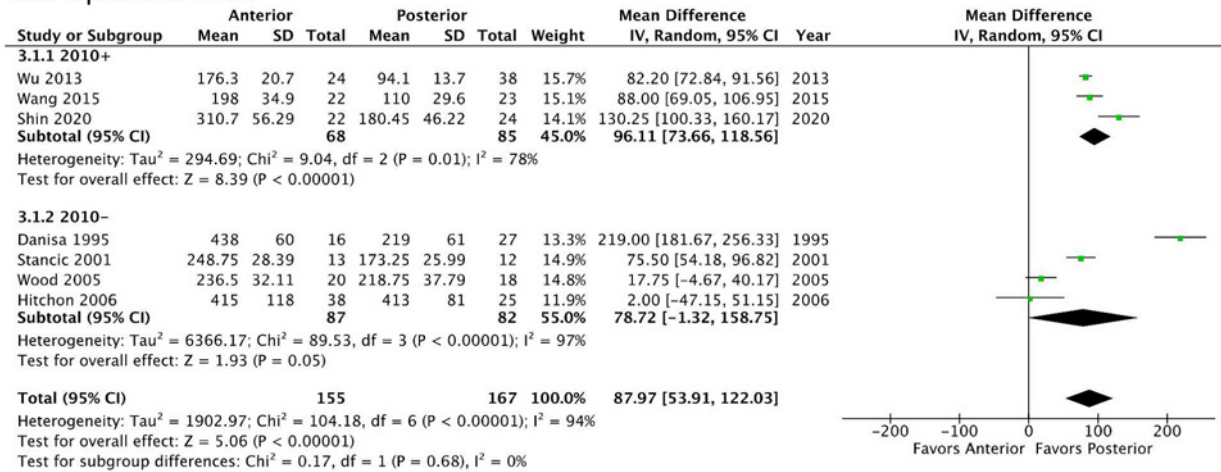 Anterior Posterior Mean Difference Mean Difference
Study or Subgroup Mean SD Total Mean SD Total Weight IV, Random, 95% CI Year IV, Random, 95% CI
3.1.1 2010+
Wu 2013 176.3 20.7 24 94.1 13.7 38 15.7% 82.20 [72.84, 91.56] 2013
Wang 2015 198 34.9 22 110 29.6 23 15.1% 88.00 [69.05, 106.95] 2015
Shin 2020 310.7 56.29 22 180.45 46.22 24 14.1% 130.25 [100.33, 160.17] 2020
Subtotal (95% CI) 68 85 45.0% 96.11 [73.66, 118.56]
Heterogeneity: Tau² = 294.69; Chi² = 9.04, df = 2 (P = 0.01); I² = 78%
Test for overall effect: Z = 8.39 (P < 0.00001)
3.1.2 2010−
Danisa 1995 438 60 16 219 61 27 13.3% 219.00 [181.67, 256.33] 1995
Stancic 2001 248.75 28.39 13 173.25 25.99 12 14.9% 75.50 [54.18, 96.82] 2001
Wood 2005 236.5 32.11 20 218.75 37.79 18 14.8% 17.75 [−4.67, 40.17] 2005
Hitchon 2006 415 118 38 413 81 25 11.9% 2.00 [−47.15, 51.15] 2006
Subtotal (95% CI) 87 82 55.0% 78.72 [−1.32, 158.75]
Heterogeneity: Tau² = 6366.17; Chi² = 89.53, df = 3 (P < 0.00001); I² = 97%
Test for overall effect: Z = 1.93 (P = 0.05)
Total (95% CI) 155 167 100.0% 87.97 [53.91, 122.03]
Heterogeneity: Tau² = 1902.97; Chi² = 104.18, df = 6 (P < 0.00001); I² = 94%
Test for overall effect: Z = 5.06 (P < 0.00001)
Test for subgroup differences: Chi² = 0.17, df = 1 (P = 0.68), I² = 0%
−200 −100 0 100 200
Favors Anterior Favors Posterior